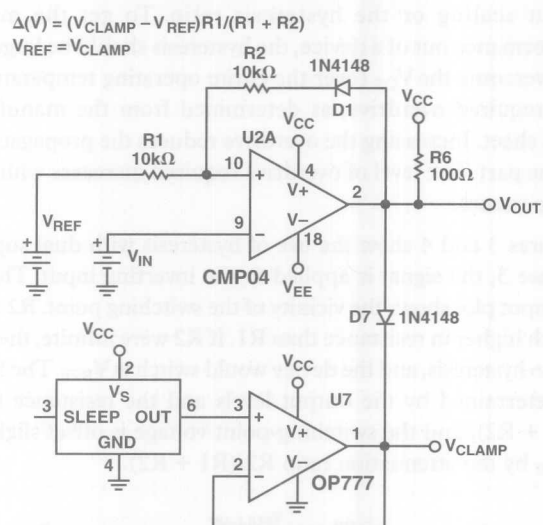 Δ(V) = (VCLAMP - VREF)R1/(R1 + R2)
VREF = VCLAMP
R2
10kΩ
1N4148
D1
VCC
R6
100Ω
R1
10kΩ
U2A
VCC
10
+
4
V+
2
VOUT
9
−
V−
18
VREF
VIN
CMP04
VEE
D7
1N4148
VCC
2
VS
3
SLEEP
OUT
6
GND
4
VCC
U7
3
+
V+
1
VCLAMP
2
−
V−
OP777